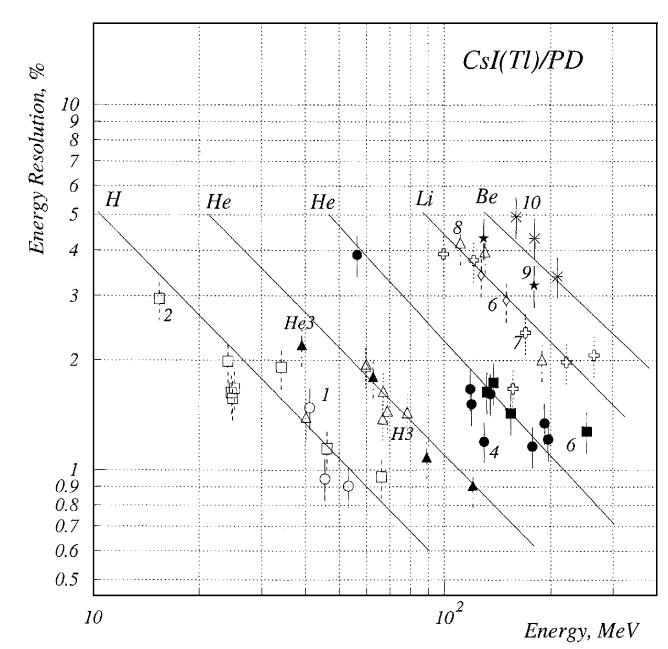 CsI(Tl)/PD
Energy Resolution, %
10
9
8
7
6
5
4
3
2
1
0.9
0.8
0.7
0.6
0.5
H
He
He
Li
Be
10
8
9
6
7
2
He3
1
H3
4
6
10
10²
Energy, MeV